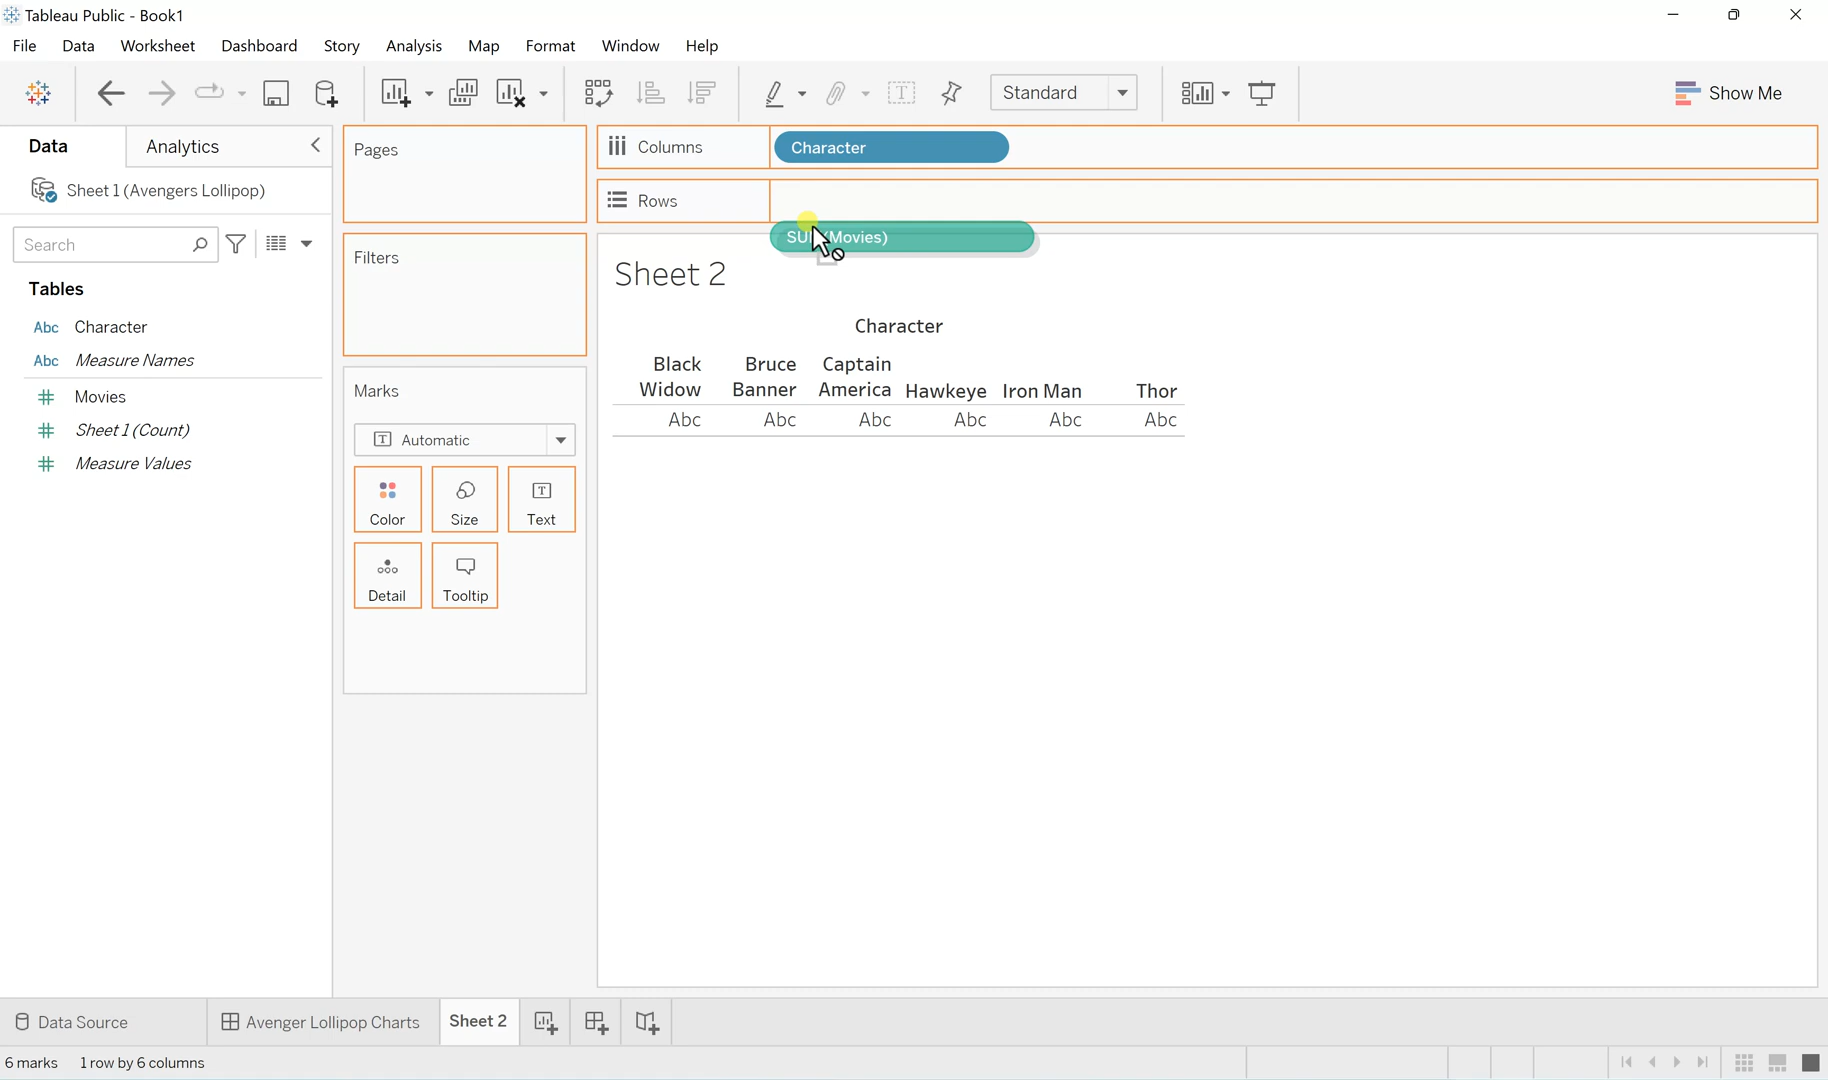 Tableau Public - Book1
File Data Worksheet Dashboard Story Analysis Map Format Window Help
Standard
Show Me
Data Analytics
Sheet 1 (Avengers Lollipop)
Search
Tables
Abc Character
Abc Measure Names
Movies
Sheet 1 (Count)
Measure Values
Pages
Filters
Marks
Automatic
Color Size Text
Detail Tooltip
Columns Character
Rows
SUM(Movies)
Sheet 2
Character
Black Widow Bruce Banner Captain America Hawkeye Iron Man Thor
Abc Abc Abc Abc Abc Abc
Data Source Avenger Lollipop Charts Sheet 2
6 marks 1 row by 6 columns